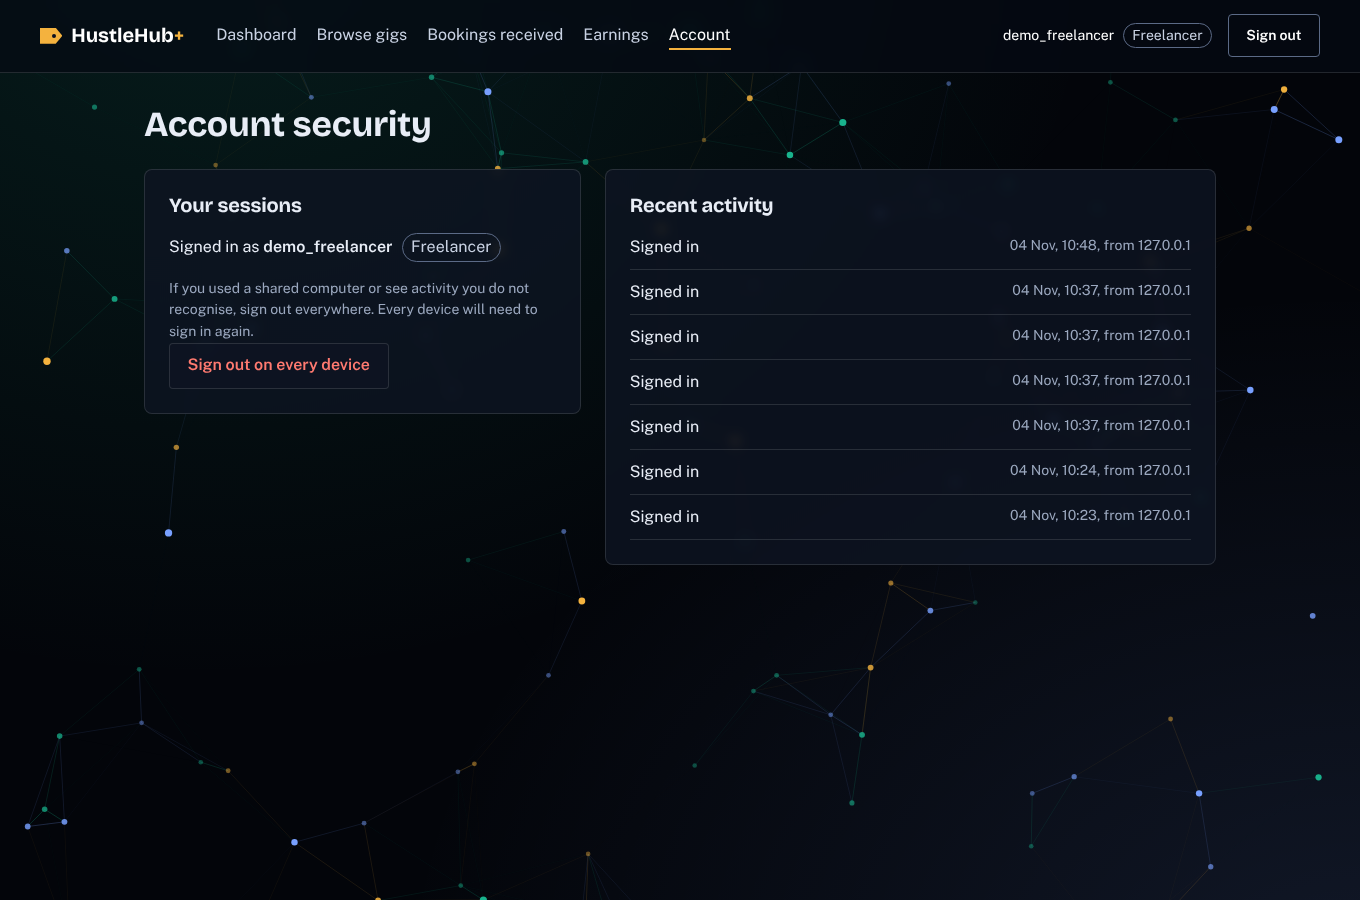 HustleHub+ Dashboard Browse gigs Bookings received Earnings Account demo_freelancer Freelancer Sign out
Account security
Your sessions
Signed in as demo_freelancer Freelancer
If you used a shared computer or see activity you do not
recognise, sign out everywhere. Every device will need to
sign in again.
Sign out on every device
Recent activity
Signed in 04 Nov, 10:48, from 127.0.0.1
Signed in 04 Nov, 10:37, from 127.0.0.1
Signed in 04 Nov, 10:37, from 127.0.0.1
Signed in 04 Nov, 10:37, from 127.0.0.1
Signed in 04 Nov, 10:37, from 127.0.0.1
Signed in 04 Nov, 10:24, from 127.0.0.1
Signed in 04 Nov, 10:23, from 127.0.0.1